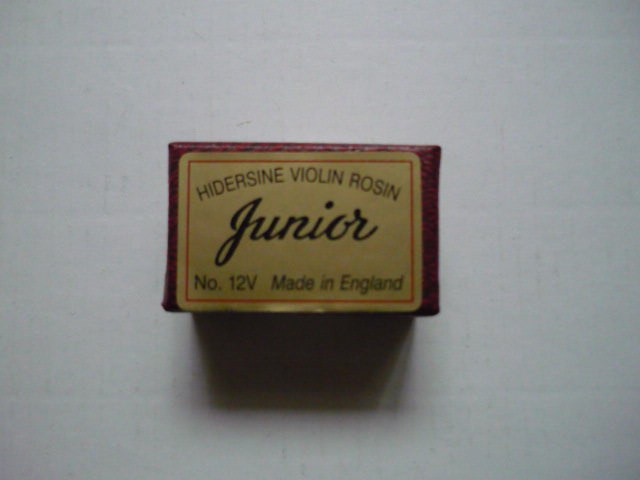 HIDERSINE VIOLIN ROSIN
Junior
No. 12V Made in England